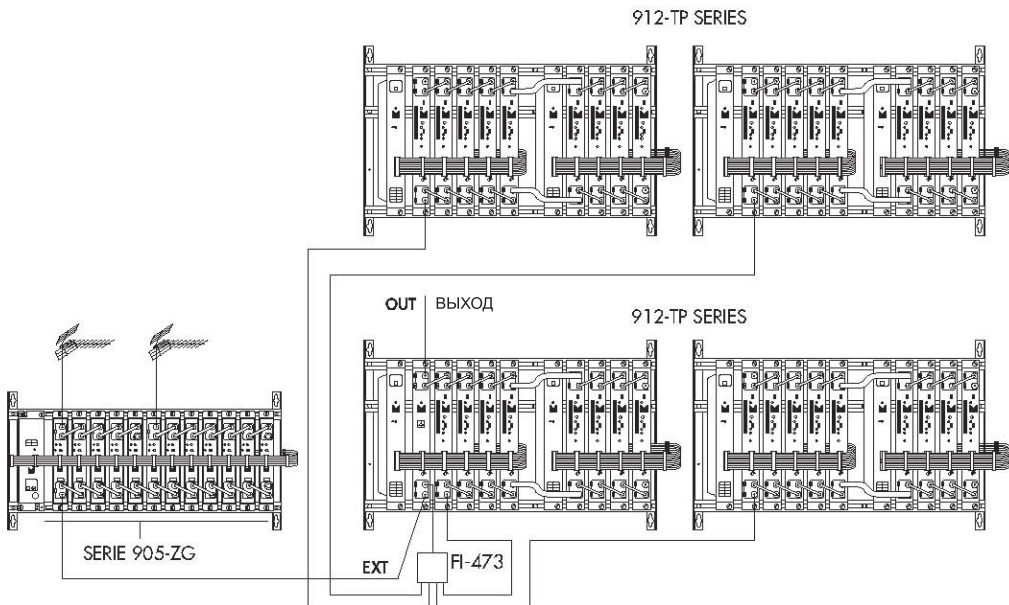 912-TP SERIES
OUT ВЫХОД
912-TP SERIES
SERIE 905-ZG
EXT
FI-473